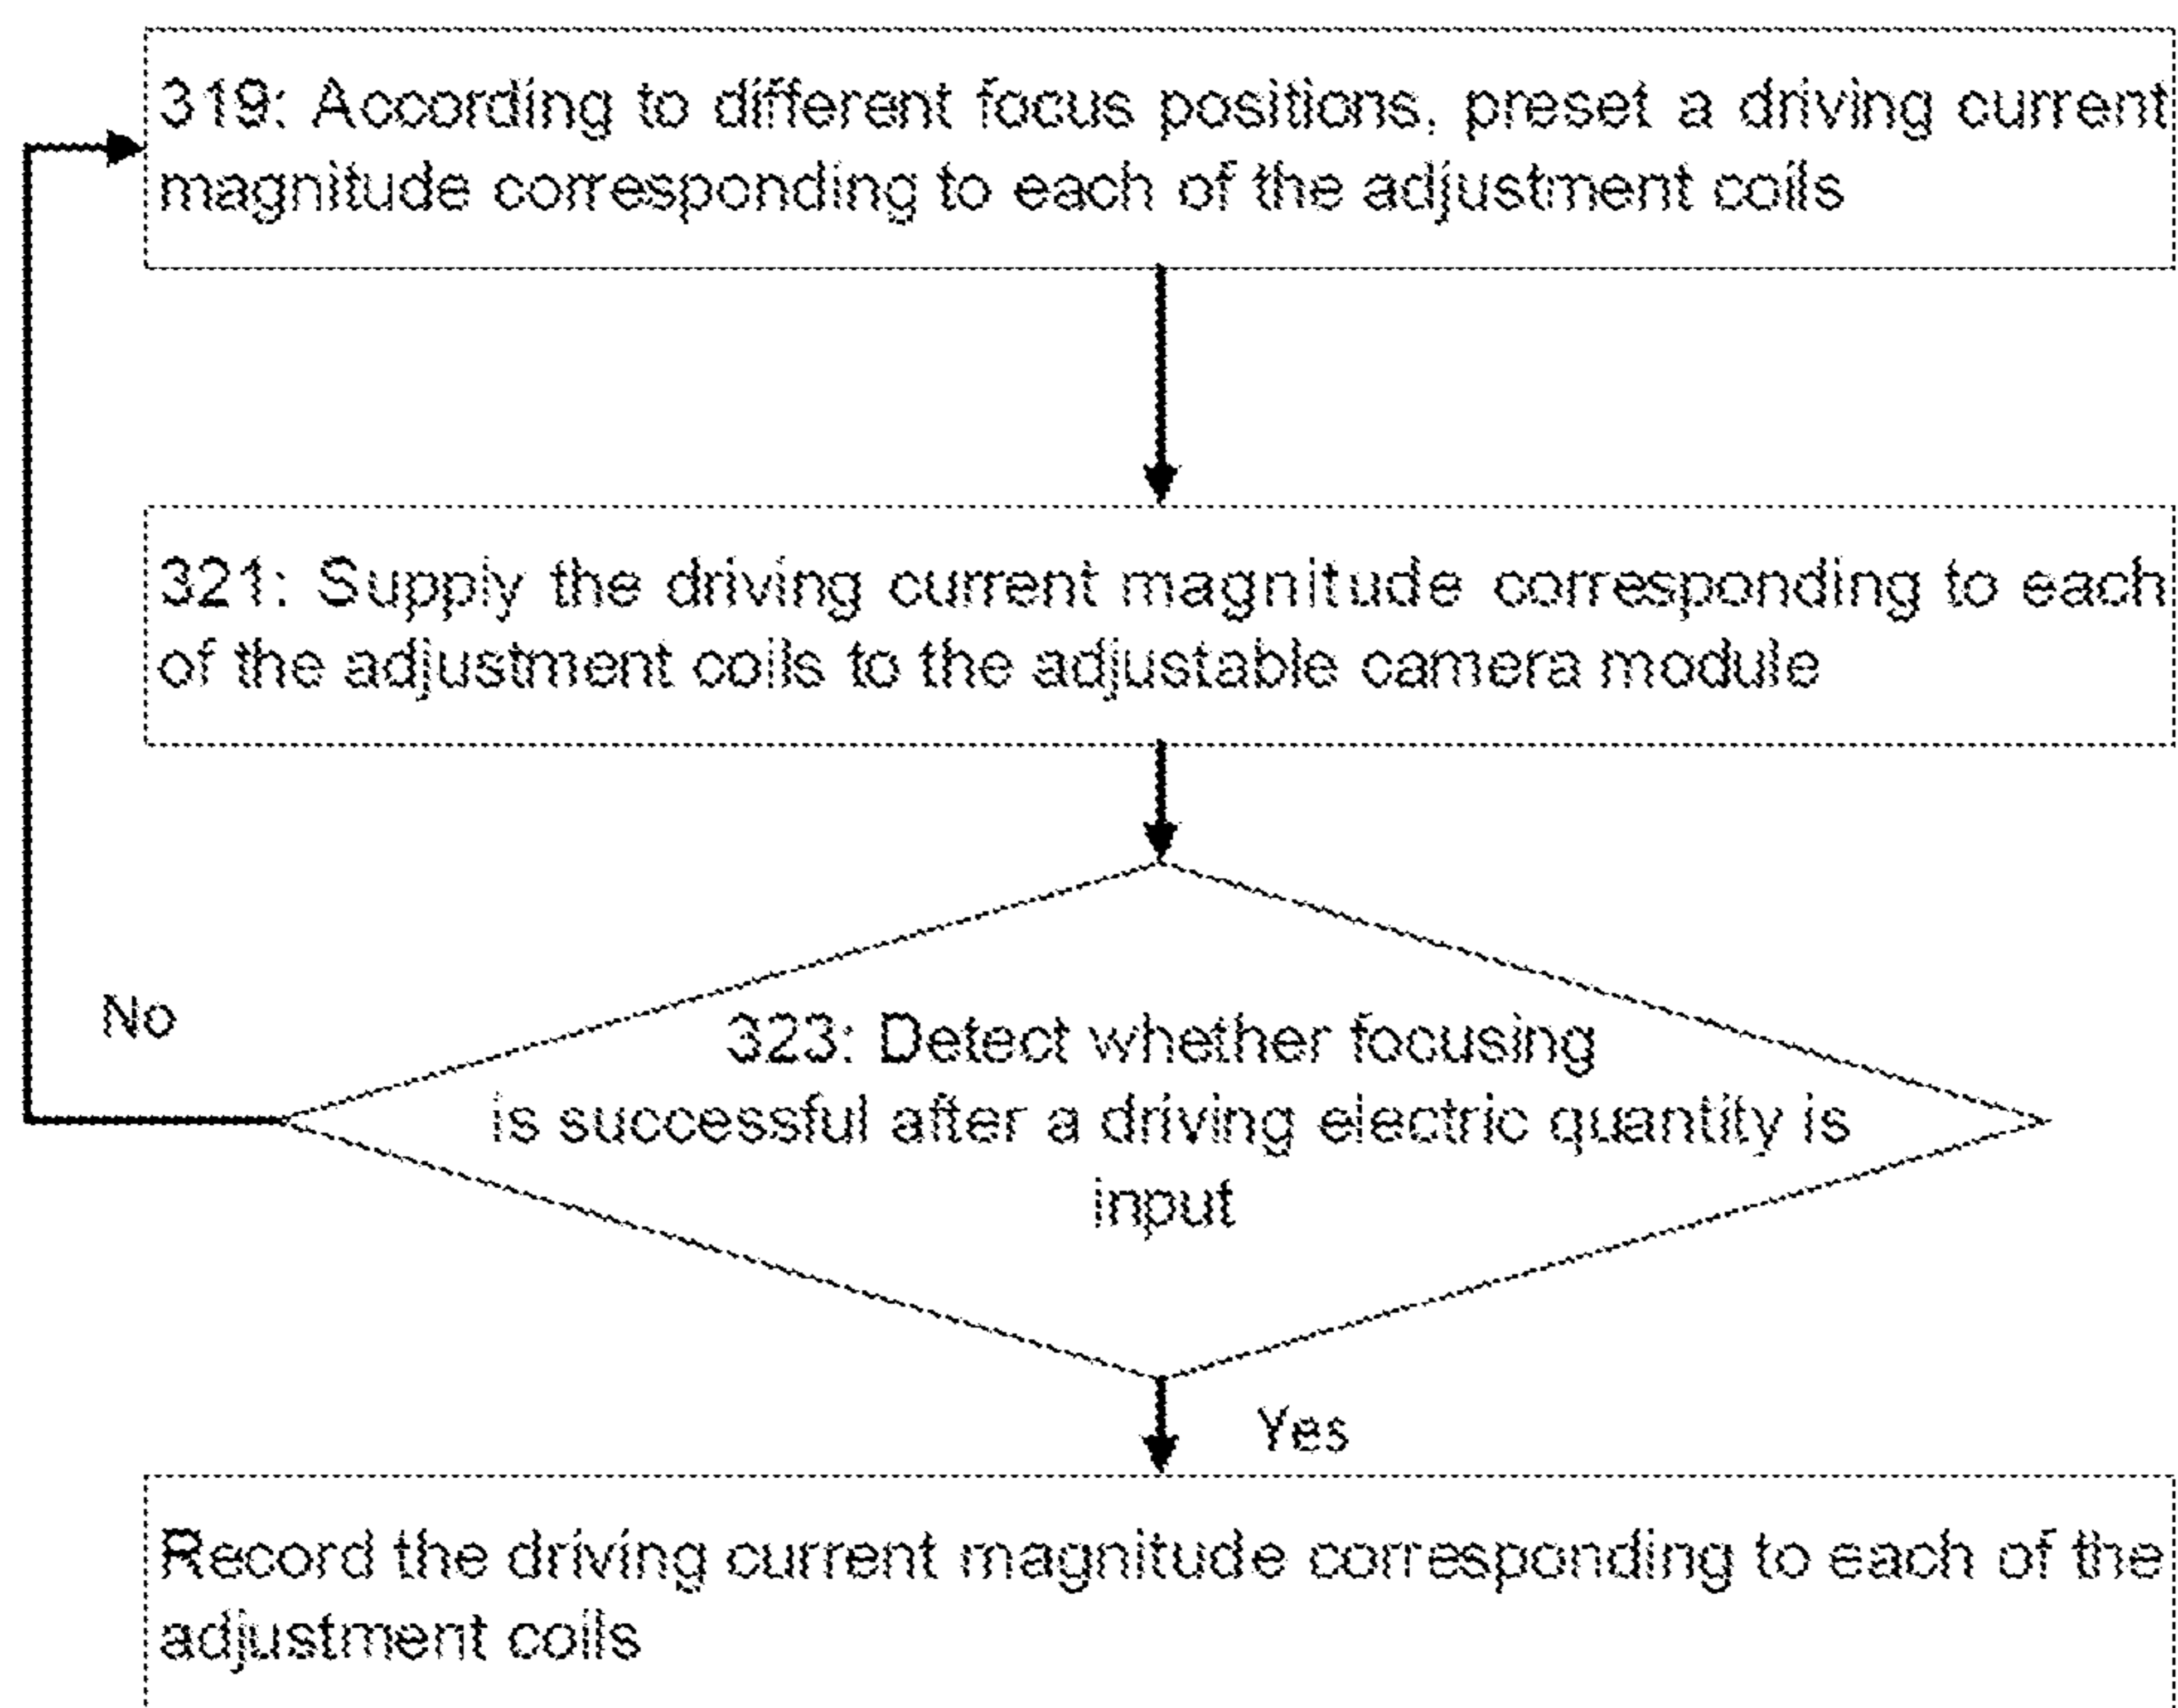 319: According to different focus positions, preset a driving current
magnitude corresponding to each of the adjustment coils
321: Supply the driving current magnitude corresponding to each
of the adjustment coils to the adjustable camera module
No
323: Detect whether focusing
is successful after a driving electric quantity is
input
Yes
Record the driving current magnitude corresponding to each of the
adjustment coils